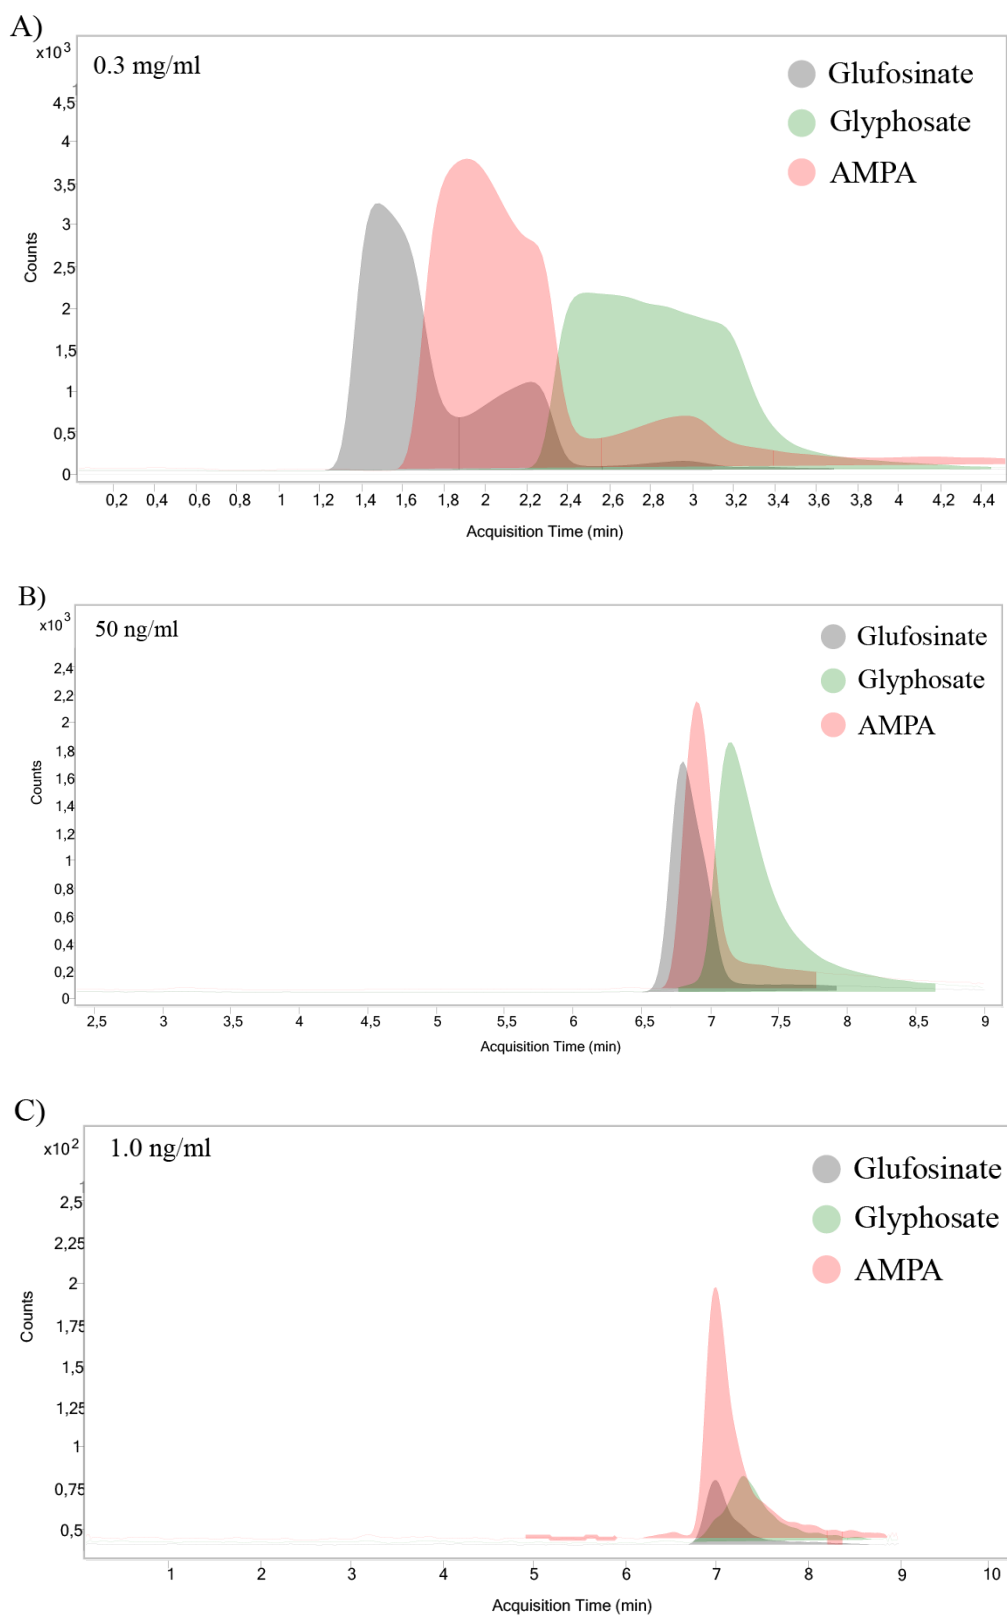 A)
x10³
0.3 mg/ml
Glufosinate
Glyphosate
AMPA
4,5
4
3,5
3
2,5
2
1,5
1
0,5
0
Counts
0,2 0,4 0,6 0,8 1 1,2 1,4 1,6 1,8 2 2,2 2,4 2,6 2,8 3 3,2 3,4 3,6 3,8 4 4,2 4,4
Acquisition Time (min)
B)
x10³
50 ng/ml
Glufosinate
Glyphosate
AMPA
2,4
2,2
2
1,8
1,6
1,4
1,2
1
0,8
0,6
0,4
0,2
0
Counts
2,5 3 3,5 4 4,5 5 5,5 6 6,5 7 7,5 8 8,5 9
Acquisition Time (min)
C)
x10²
1.0 ng/ml
Glufosinate
Glyphosate
AMPA
2,5
2,25
2
1,75
1,5
1,25
1
0,75
0,5
Counts
1 2 3 4 5 6 7 8 9 10
Acquisition Time (min)